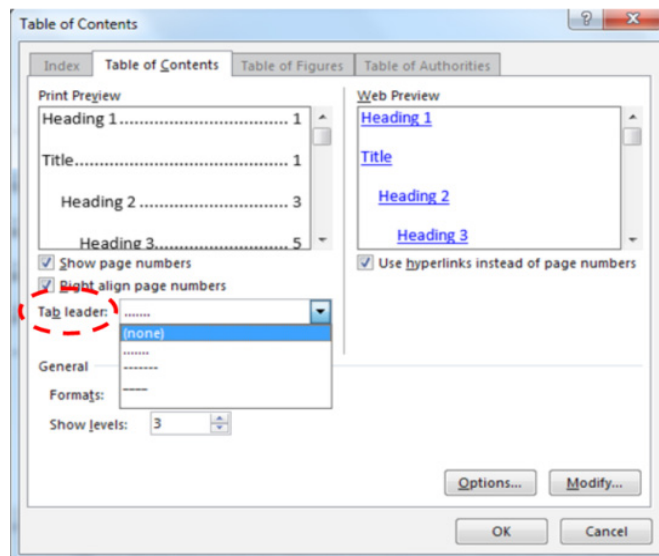 Table of Contents
Index Table of Contents Table of Figures Table of Authorities
Print Preview
Heading 1 ........................................ 1
Title................................................ 1
Heading 2 .................................... 3
Heading 3.................................. 5
Show page numbers
Right align page numbers
Web Preview
Heading 1
Title
Heading 2
Heading 3
Use hyperlinks instead of page numbers
Tab leader: .......
(none)
.......
-------
____
General
Formats:
Show levels: 3
Options... Modify...
OK Cancel